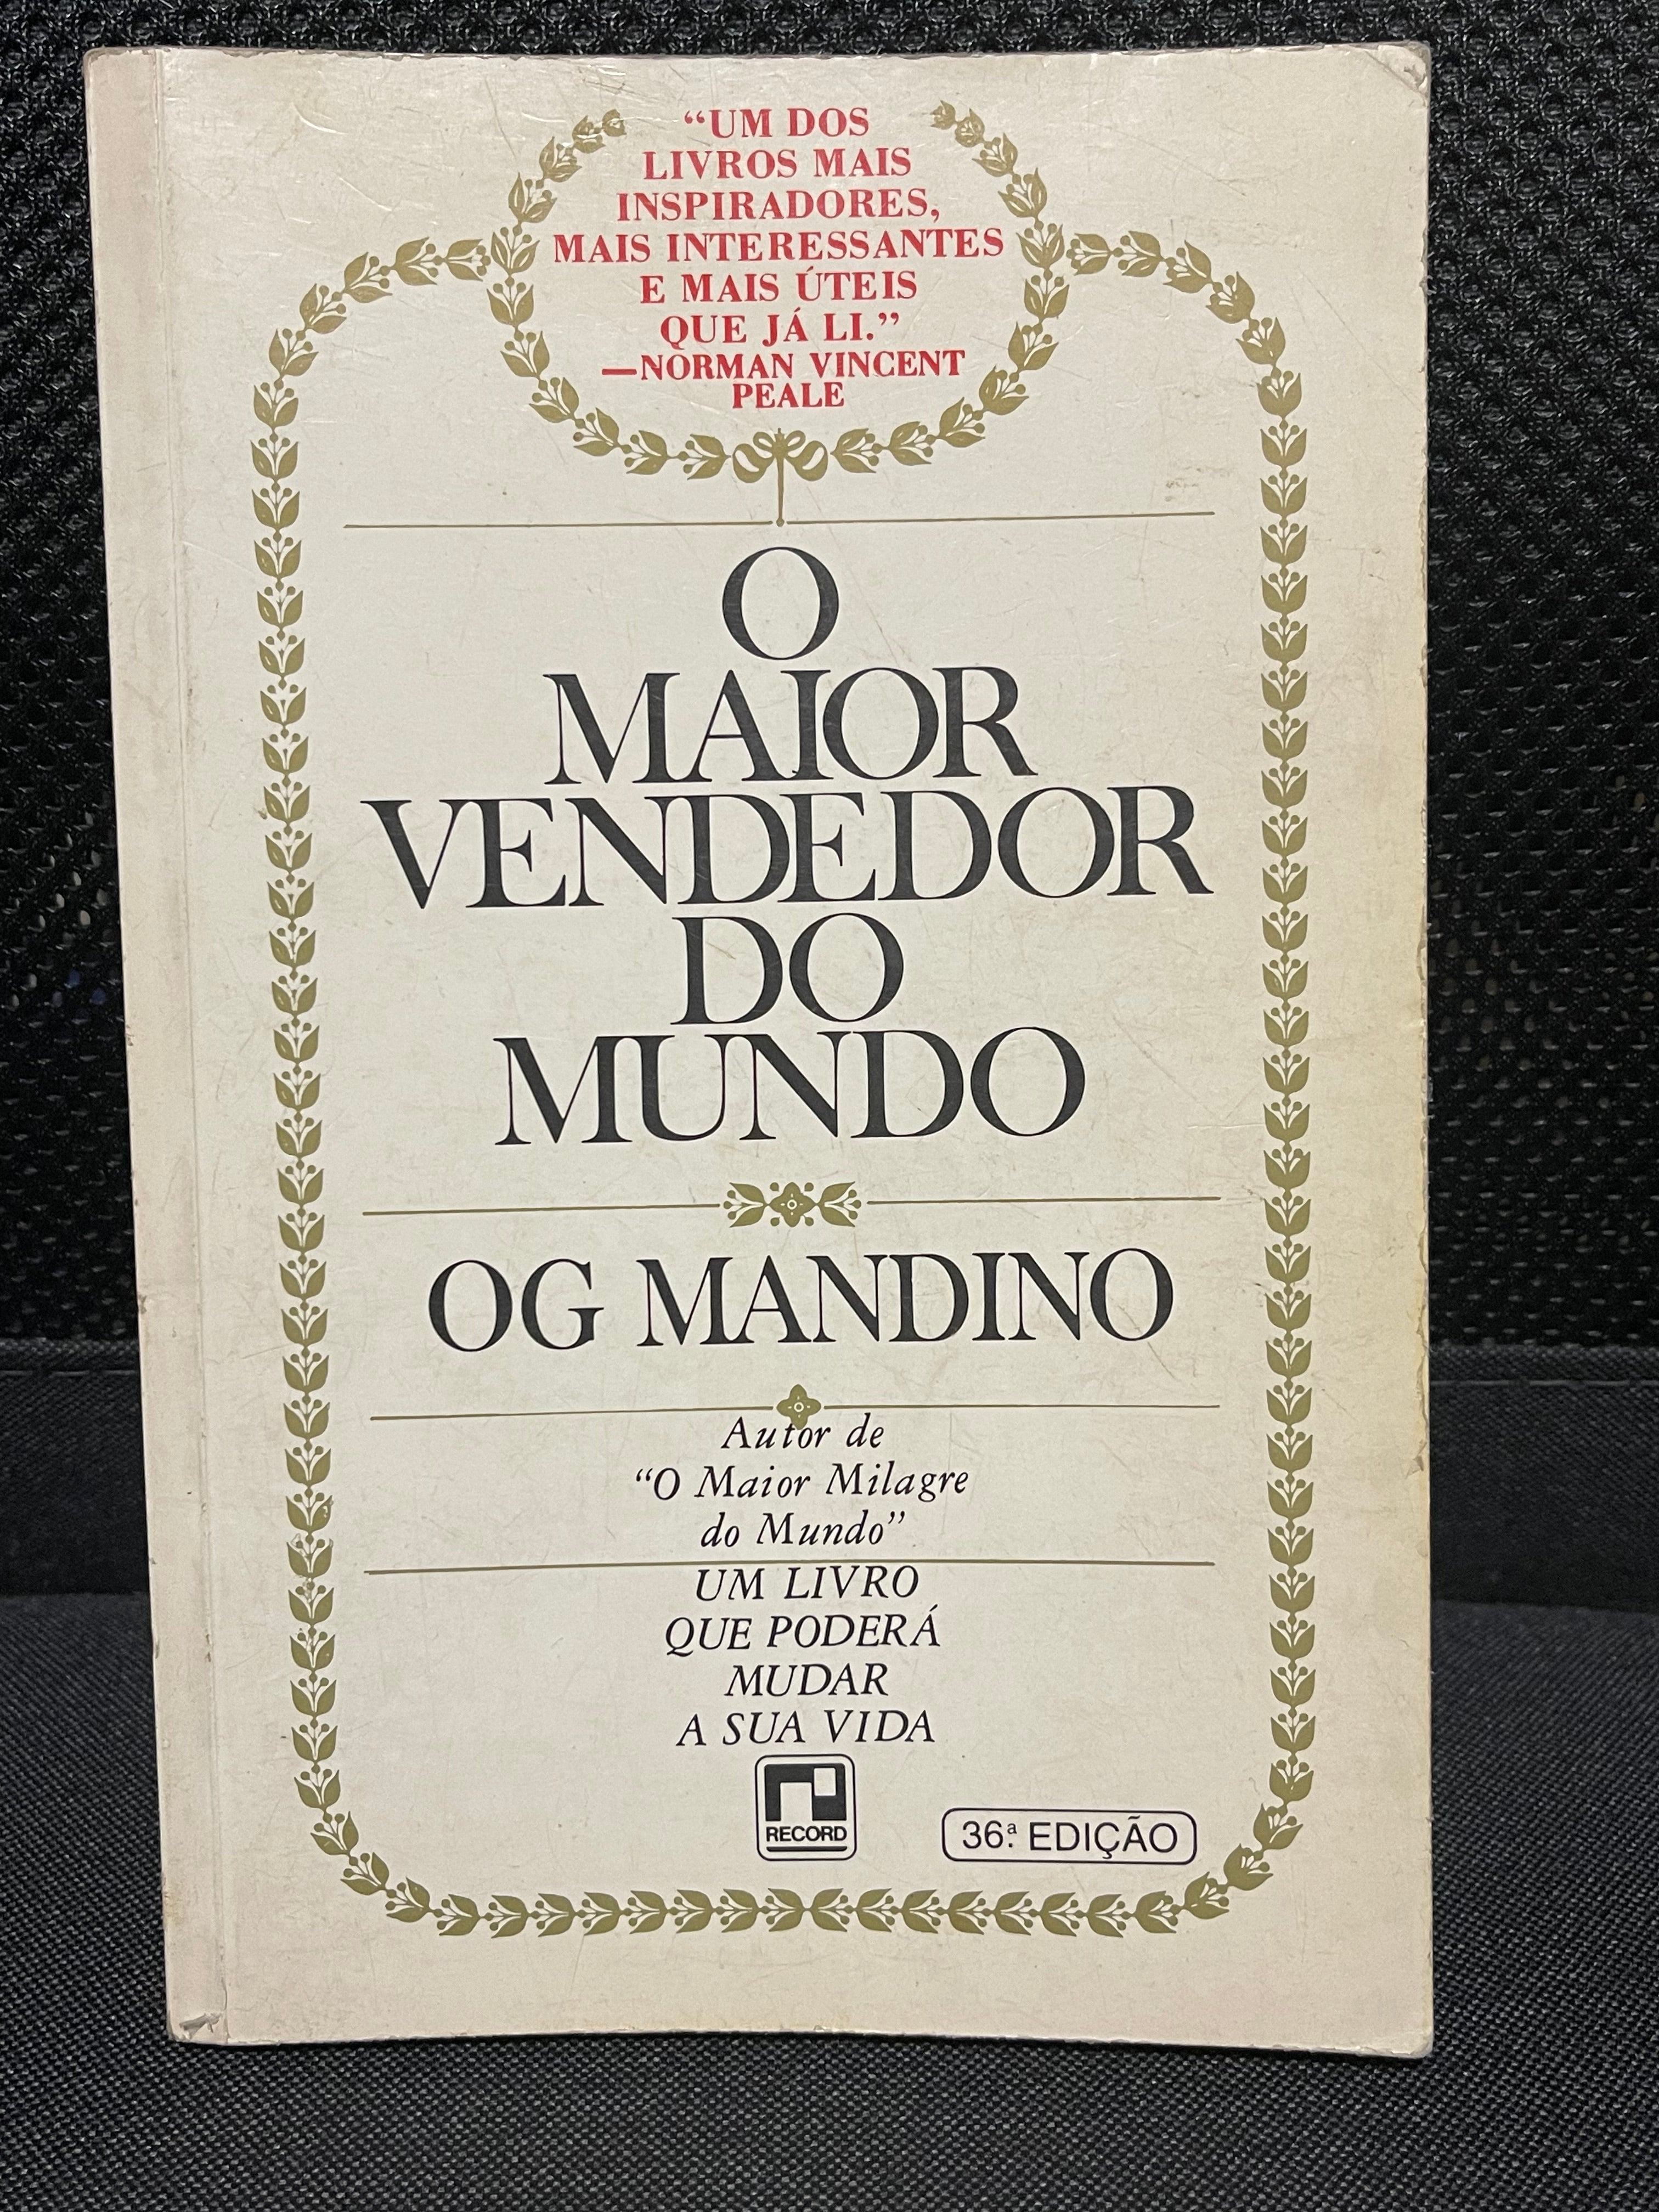 “UM DOS
LIVROS MAIS
INSPIRADORES,
MAIS INTERESSANTES
E MAIS ÚTEIS
QUE JÁ LI.”
—NORMAN VINCENT
PEALE
O
MAIOR
VENDEDOR
DO
MUNDO
OG MANDINO
Autor de
“O Maior Milagre
do Mundo”
UM LIVRO
QUE PODERÁ
MUDAR
A SUA VIDA
RECORD
36.ª EDIÇÃO